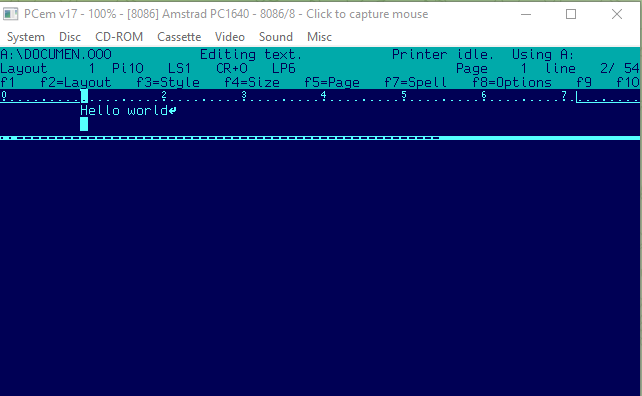 PCem v17 - 100% - [8086] Amstrad PC1640 - 8086/8 - Click to capture mouse
System Disc CD-ROM Cassette Video Sound Misc
A:\DOCUMEN.000 Editing text. Printer idle. Using A:
Layout 1 Pi10 LS1 CR+0 LP6 Page 1 line 2/ 54
f1 f2=Layout f3=Style f4=Size f5=Page f7=Spell f8=Options f9 f10
0 2 3 4 5 6 7
Hello world↵